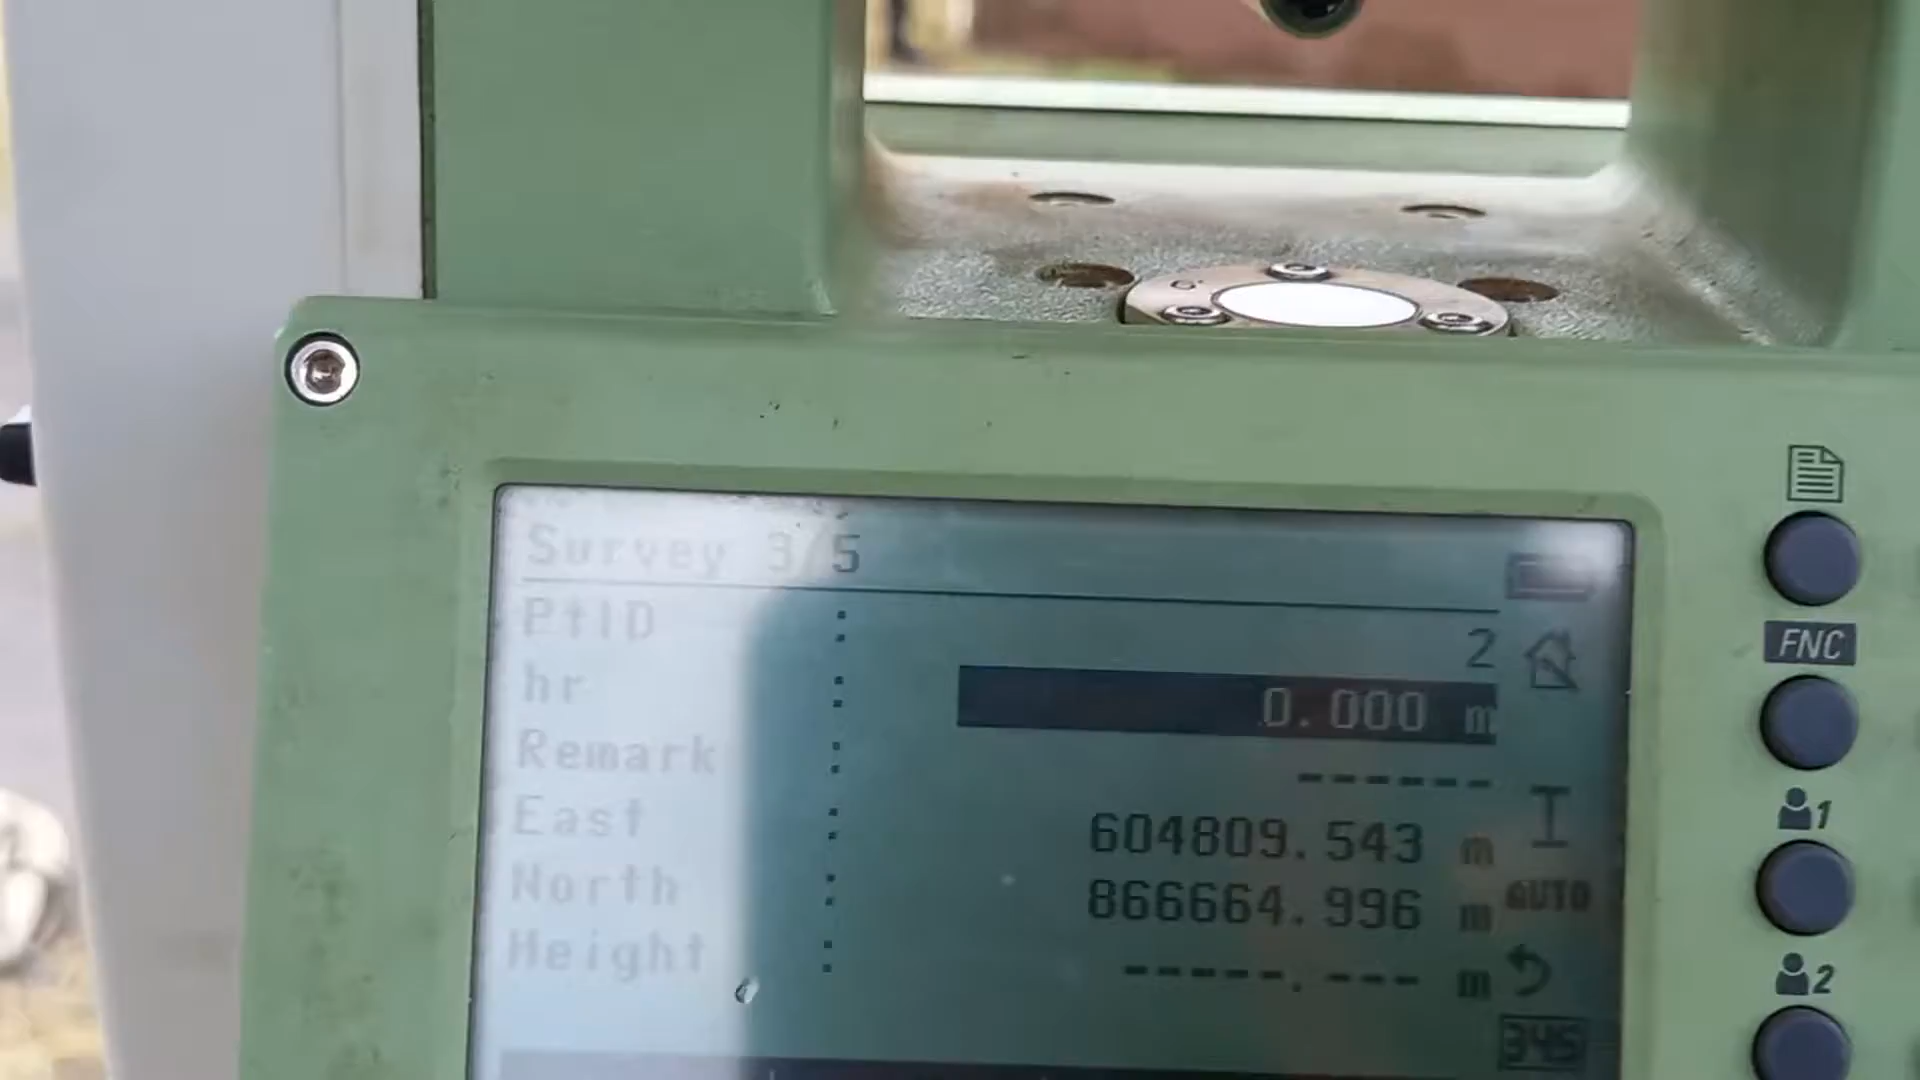 Survey 3/5
PtID : 2
hr : 0.000 m
Remark : ------
East : 604809.543 m
North : 866664.996 m
Height : ------.--- m
AUTO
345
FNC
1
2